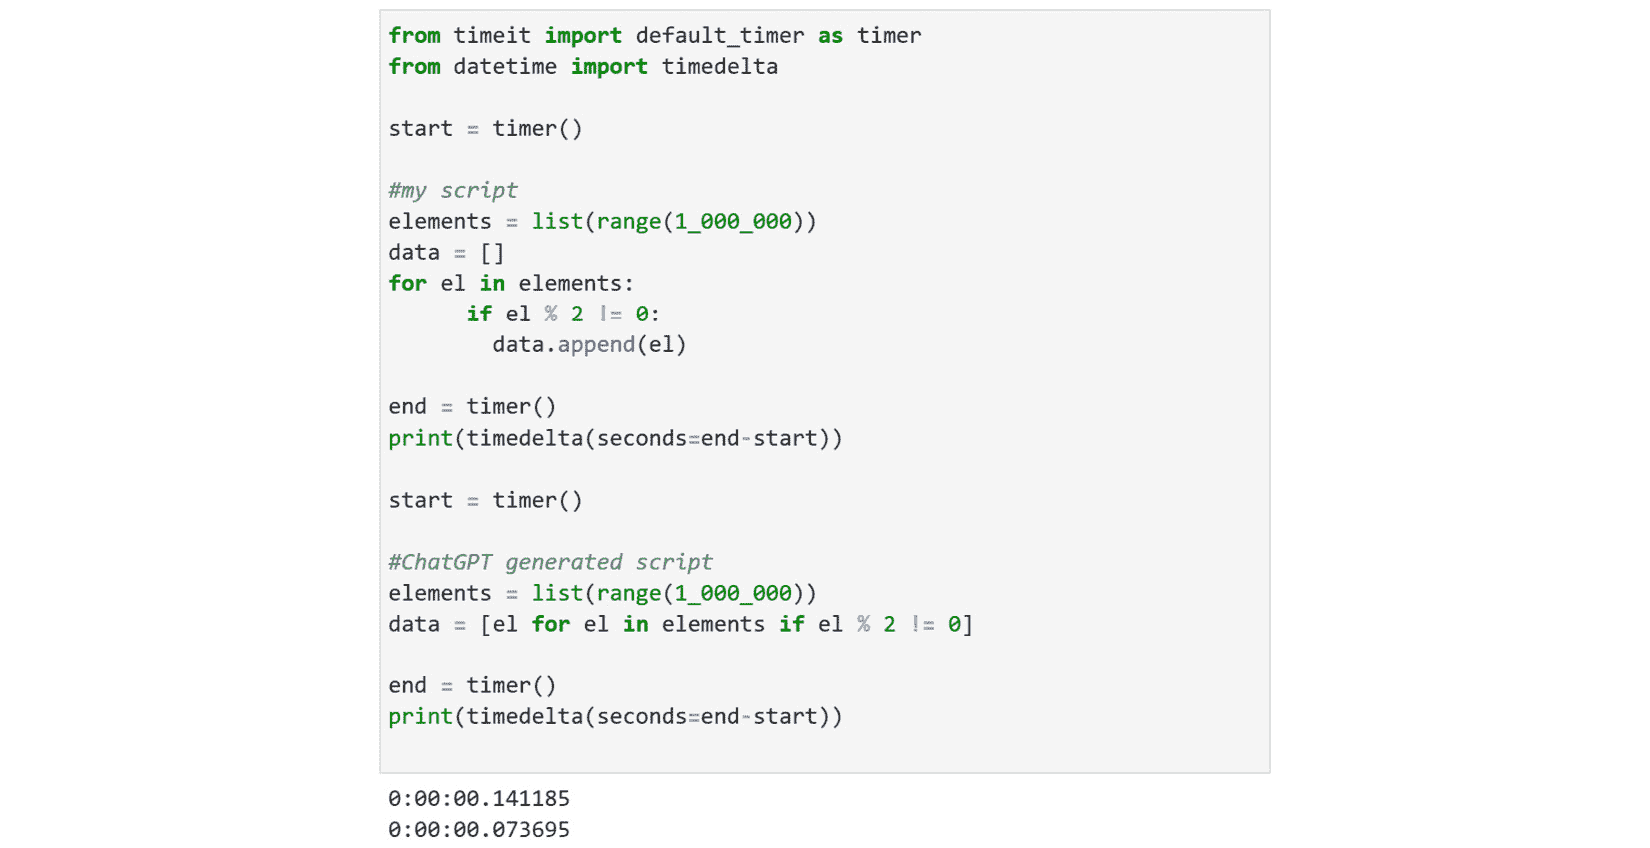 from timeit import default_timer as timer
from datetime import timedelta
start = timer()
#my script
elements = list(range(1_000_000))
data = []
for el in elements:
if el % 2 != 0:
data.append(el)
end = timer()
print(timedelta(seconds=end-start))
start = timer()
#ChatGPT generated script
elements = list(range(1_000_000))
data = [el for el in elements if el % 2 != 0]
end = timer()
print(timedelta(seconds=end-start))
0:00:00.141185
0:00:00.073695